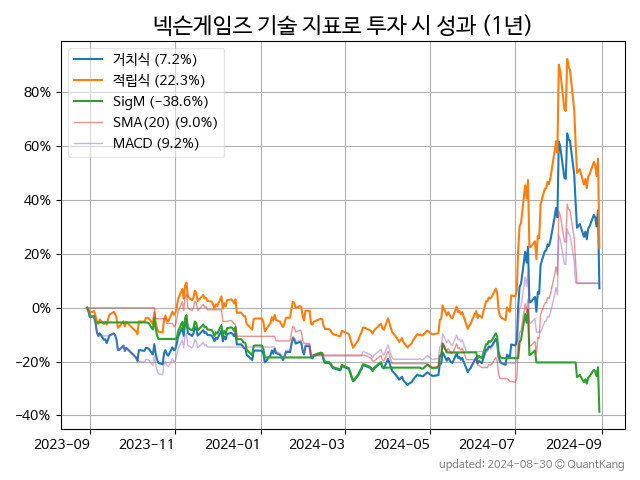 넥슨게임즈 기술 지표로 투자 시 성과 (1년)
거치식 (7.2%)
적립식 (22.3%)
SigM (−38.6%)
SMA(20) (9.0%)
MACD (9.2%)
80%
60%
40%
20%
0%
−20%
−40%
2023−09 2023−11 2024−01 2024−03 2024−05 2024−07 2024−09
updated: 2024−08−30 © QuantKang